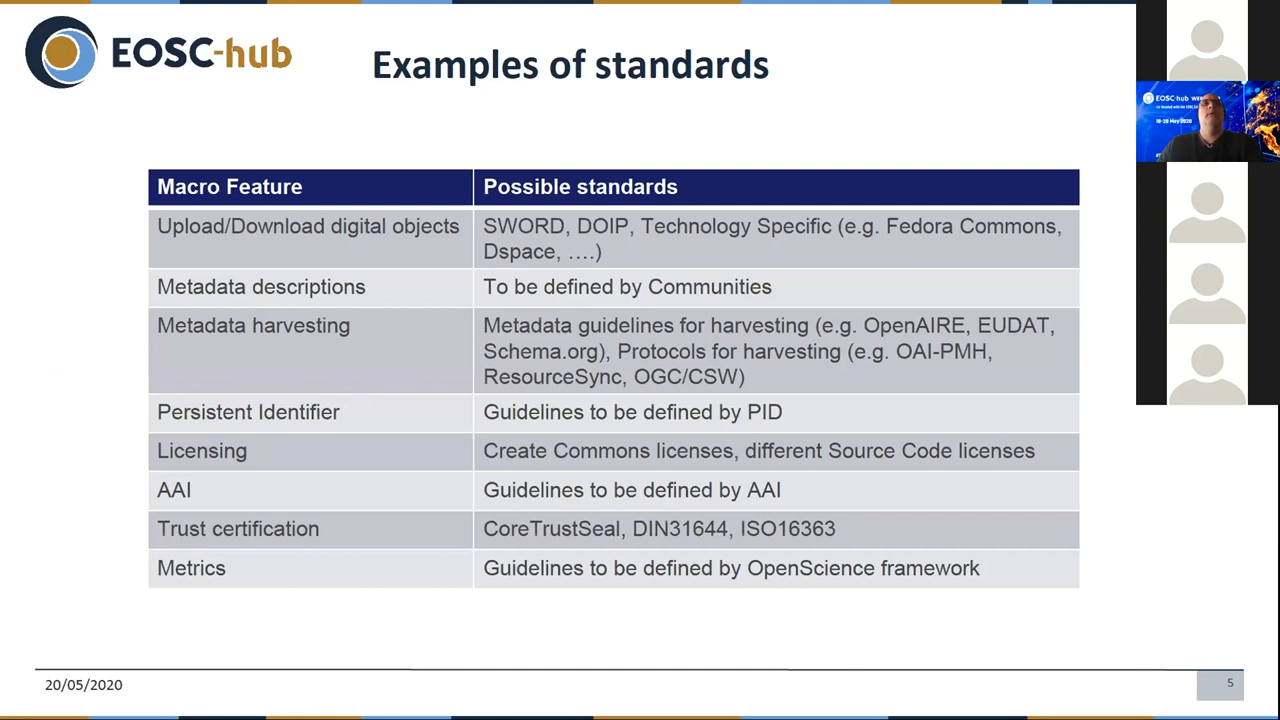 EOSC-hub
Examples of standards
Macro Feature
Possible standards
Upload/Download digital objects
SWORD, DOIP, Technology Specific (e.g. Fedora Commons,
Dspace, ….)
Metadata descriptions
To be defined by Communities
Metadata harvesting
Metadata guidelines for harvesting (e.g. OpenAIRE, EUDAT,
Schema.org), Protocols for harvesting (e.g. OAI-PMH,
ResourceSync, OGC/CSW)
Persistent Identifier
Guidelines to be defined by PID
Licensing
Create Commons licenses, different Source Code licenses
AAI
Guidelines to be defined by AAI
Trust certification
CoreTrustSeal, DIN31644, ISO16363
Metrics
Guidelines to be defined by OpenScience framework
20/05/2020
5
EOSC-hub